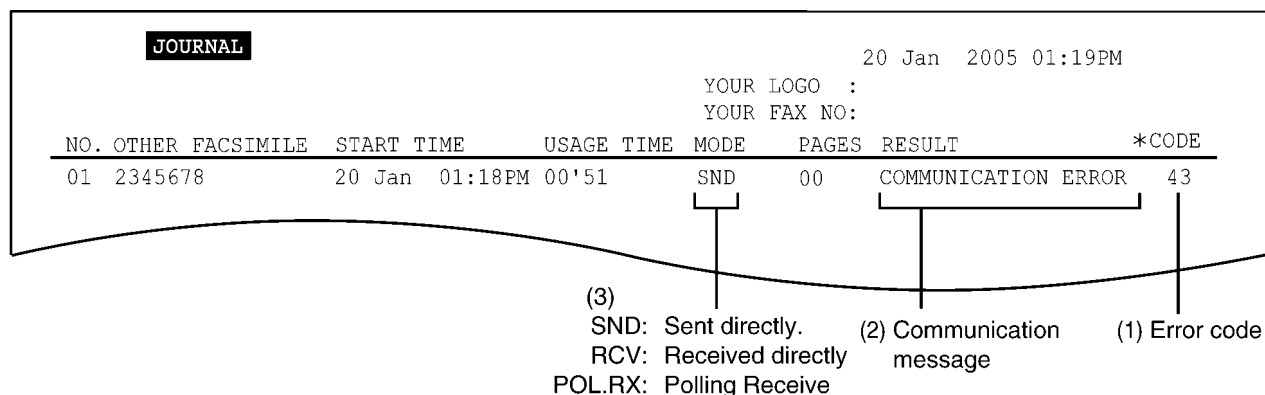 JOURNAL
20 Jan 2005 01:19PM
YOUR LOGO :
YOUR FAX NO:
NO. OTHER FACSIMILE START TIME USAGE TIME MODE PAGES RESULT *CODE
01 2345678 20 Jan 01:18PM 00'51 SND 00 COMMUNICATION ERROR 43
(3)
SND: Sent directly.
RCV: Received directly
POL.RX: Polling Receive
(2) Communication
message
(1) Error code